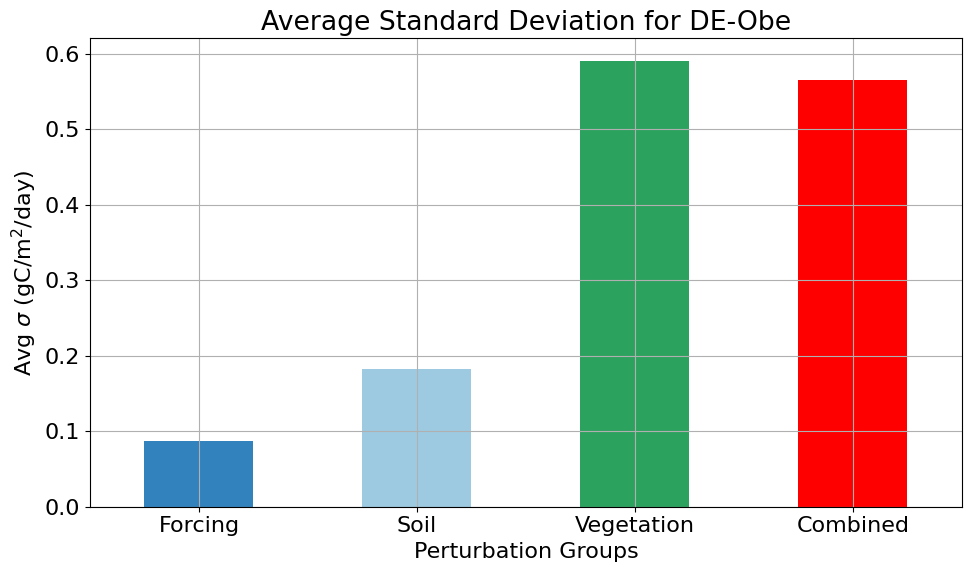 Average Standard Deviation for DE-Obe
Avg σ (gC/m²/day)
0.6
0.5
0.4
0.3
0.2
0.1
0.0
Forcing Soil Vegetation Combined
Perturbation Groups